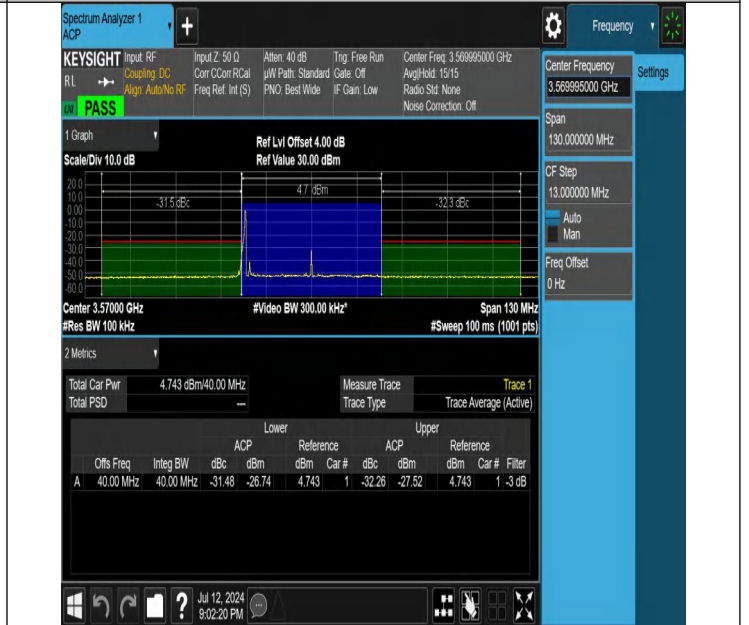 Spectrum Analyzer 1
ACP
+
Frequency
KEYSIGHT Input: RF Input Z: 50 Ω Atten: 40 dB Trig: Free Run Center Freq: 3.569995000 GHz
RL Coupling: DC Corr CCorr RCal µW Path: Standard Gate: Off Avg|Hold: 15/15
Align: Auto/No RF Freq Ref: Int (S) PNO: Best Wide IF Gain: Low Radio Std: None
PASS Noise Correction: Off
Center Frequency
3.569995000 GHz
Settings
Span
130.000000 MHz
CF Step
13.000000 MHz
Auto
Man
Freq Offset
0 Hz
1 Graph
Ref Lvl Offset 4.00 dB
Scale/Div 10.0 dB Ref Value 30.00 dBm
20.0
10.0
0.00
-10.0
-20.0
-30.0
-40.0
-50.0
-60.0
-31.5 dBc 4.7 dBm -32.3 dBc
Center 3.57000 GHz #Video BW 300.00 kHz* Span 130 MHz
#Res BW 100 kHz #Sweep 100 ms (1001 pts)
2 Metrics
Total Car Pwr 4.743 dBm/40.00 MHz Measure Trace Trace 1
Total PSD --- Trace Type Trace Average (Active)
Lower Upper
ACP Reference ACP Reference
Offs Freq Integ BW dBc dBm dBm Car # dBc dBm dBm Car # Filter
A 40.00 MHz 40.00 MHz -31.48 -26.74 4.743 1 -32.26 -27.52 4.743 1 -3 dB
? Jul 12, 2024
9:02:20 PM